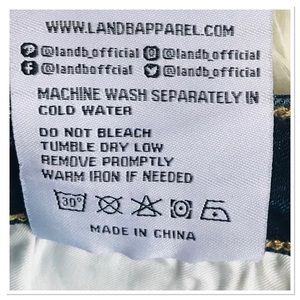 WWW.LANDBAPPAREL.COM
@landb_official @landb_official
@landboffcial @landb_official
MACHINE WASH SEPARATELY IN
COLD WATER
DO NOT BLEACH
TUMBLE DRY LOW
REMOVE PROMPTLY
WARM IRON IF NEEDED
30°
MADE IN CHINA